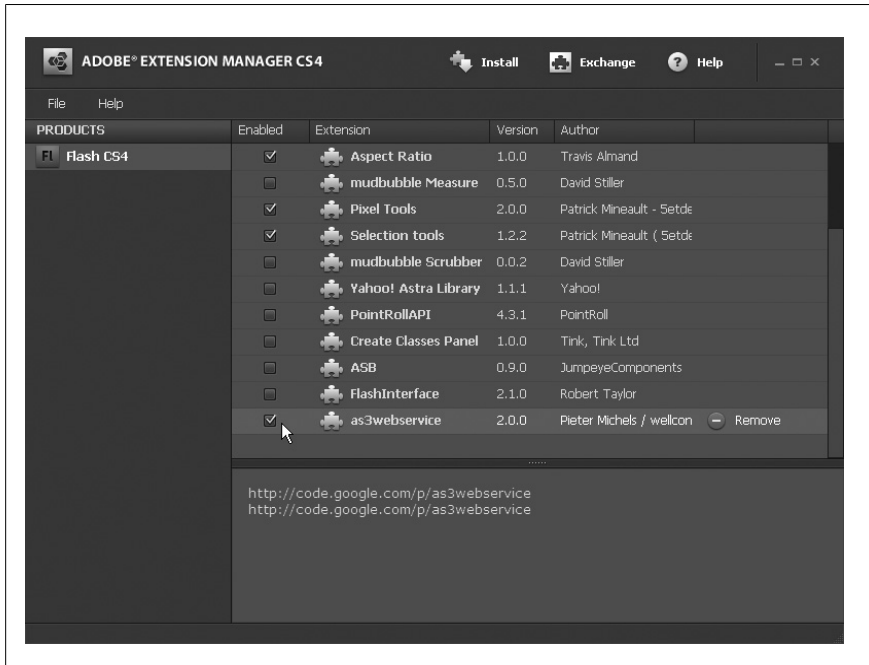 ADOBE® EXTENSION MANAGER CS4 Install Exchange ? Help
File Help
PRODUCTS Enabled Extension Version Author
FL Flash CS4 Aspect Ratio 1.0.0 Travis Almand
mudbubble Measure 0.5.0 David Stiller
Pixel Tools 2.0.0 Patrick Mineault - 5etde
Selection tools 1.2.2 Patrick Mineault ( 5etde
mudbubble Scrubber 0.0.2 David Stiller
Yahoo! Astra Library 1.1.1 Yahoo!
PointRollAPI 4.3.1 PointRoll
Create Classes Panel 1.0.0 Tink, Tink Ltd
ASB 0.9.0 JumpeyeComponents
FlashInterface 2.1.0 Robert Taylor
as3webservice 2.0.0 Pieter Michels / wellcon Remove
http://code.google.com/p/as3webservice
http://code.google.com/p/as3webservice